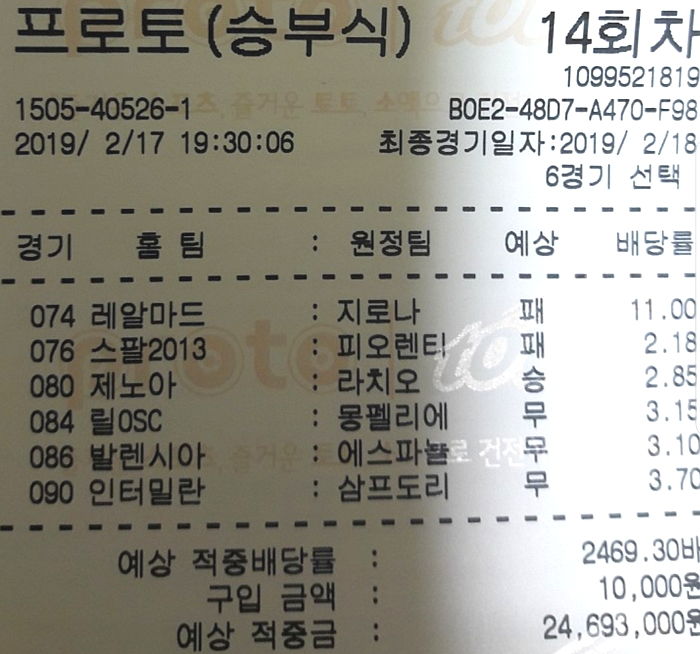 프로토(승부식) 14회차
1099521819
1505-40526-1 B0E2-48D7-A470-F98
2019/ 2/17 19:30:06 최종경기일자:2019/ 2/18
6경기 선택
경기 홈 팀 : 원정팀 예상 배당률
074 레알마드 : 지로나 패 11.00
076 스팔2013 : 피오렌티 패 2.18
080 제노아 : 라치오 승 2.85
084 릴OSC : 몽펠리에 무 3.15
086 발렌시아 : 에스파뇰 무 3.10
090 인터밀란 : 삼프도리 무 3.70
예상 적중배당률 : 2469.30배
구입 금액 : 10,000원
예상 적중금 : 24,693,000원